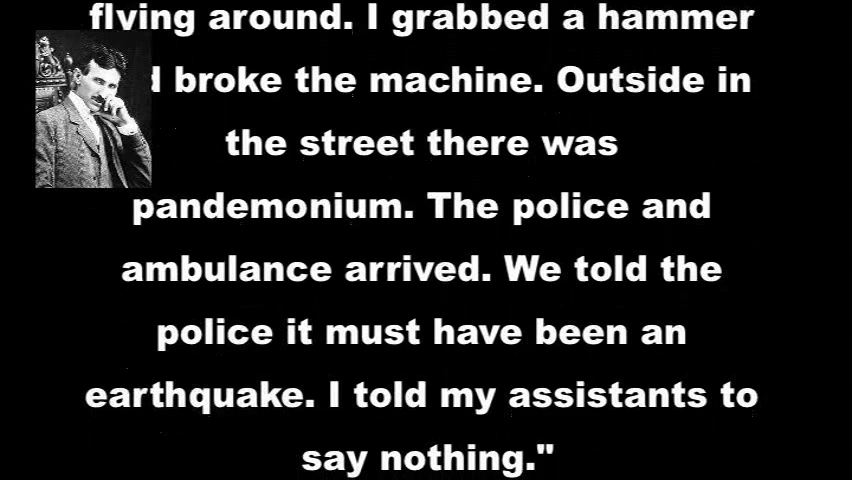 flying around. I grabbed a hammer
broke the machine. Outside in
the street there was
pandemonium. The police and
ambulance arrived. We told the
police it must have been an
earthquake. I told my assistants to
say nothing."